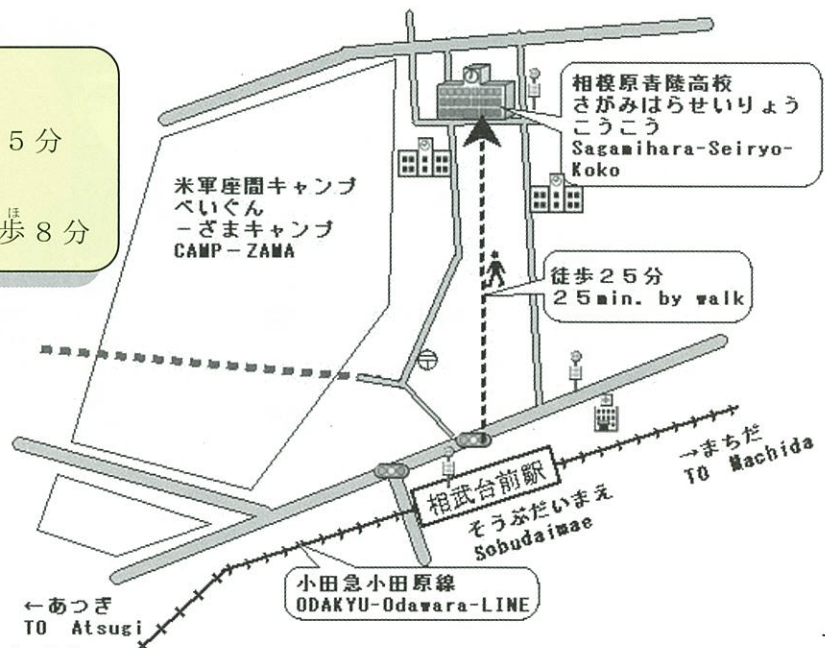 5分
ほ
歩8分
相模原青陵高校
さがみはらせいりょう
こうこう
Sagamihara-Seiryo-
Koko
米軍座間キャンプ
べいぐん
－ざまキャンプ
CAMP-ZAMA
徒歩25分
25min. by walk
〒
→まちだ
TO Machida
相武台前駅
そうぶだいまえ
Sobudaimae
小田急小田原線
ODAKYU-Odawara-LINE
←あつぎ
TO Atsugi